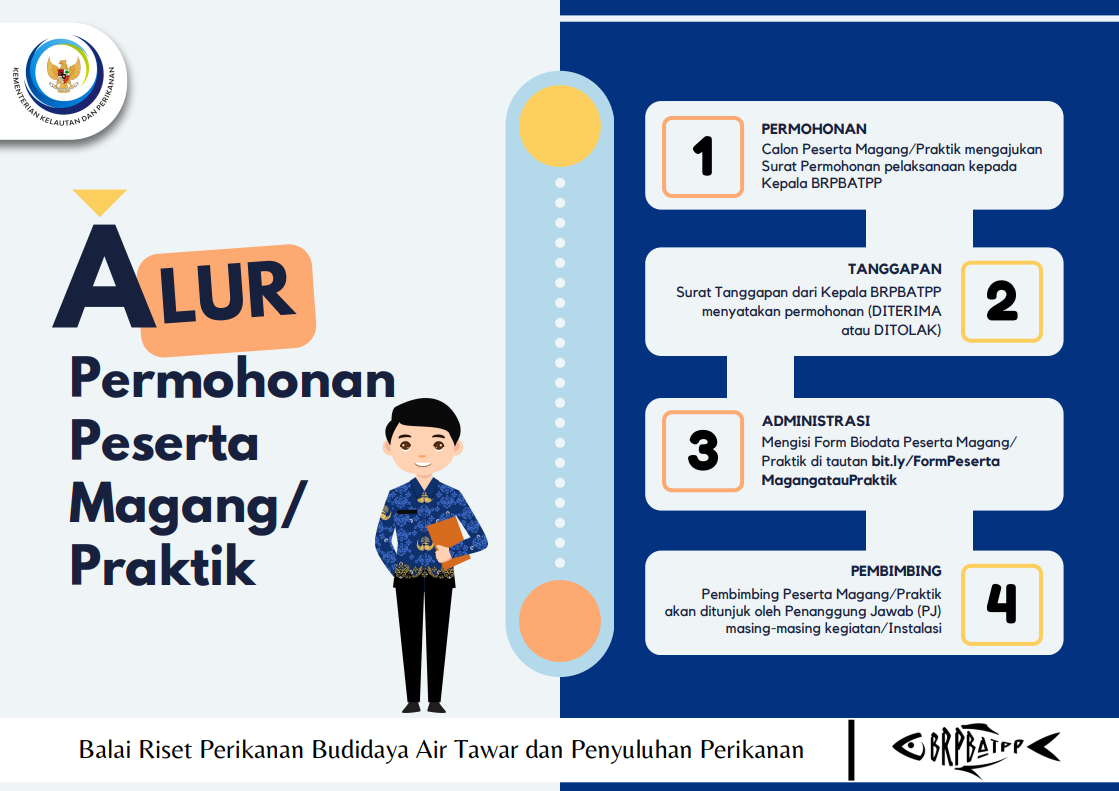 KEMENTERIAN KELAUTAN DAN PERIKANAN
ALUR
Permohonan
Peserta
Magang/
Praktik
1
PERMOHONAN
Calon Peserta Magang/Praktik mengajukan
Surat Permohonan pelaksanaan kepada
Kepala BRPBATPP
TANGGAPAN
Surat Tanggapan dari Kepala BRPBATPP
menyatakan permohonan (DITERIMA
atau DITOLAK)
2
3
ADMINISTRASI
Mengisi Form Biodata Peserta Magang/
Praktik di tautan bit.ly/FormPeserta
MagangatauPraktik
PEMBIMBING
Pembimbing Peserta Magang/Praktik
akan ditunjuk oleh Penanggung Jawab (PJ)
masing-masing kegiatan/Instalasi
4
Balai Riset Perikanan Budidaya Air Tawar dan Penyuluhan Perikanan
BRPBATPP